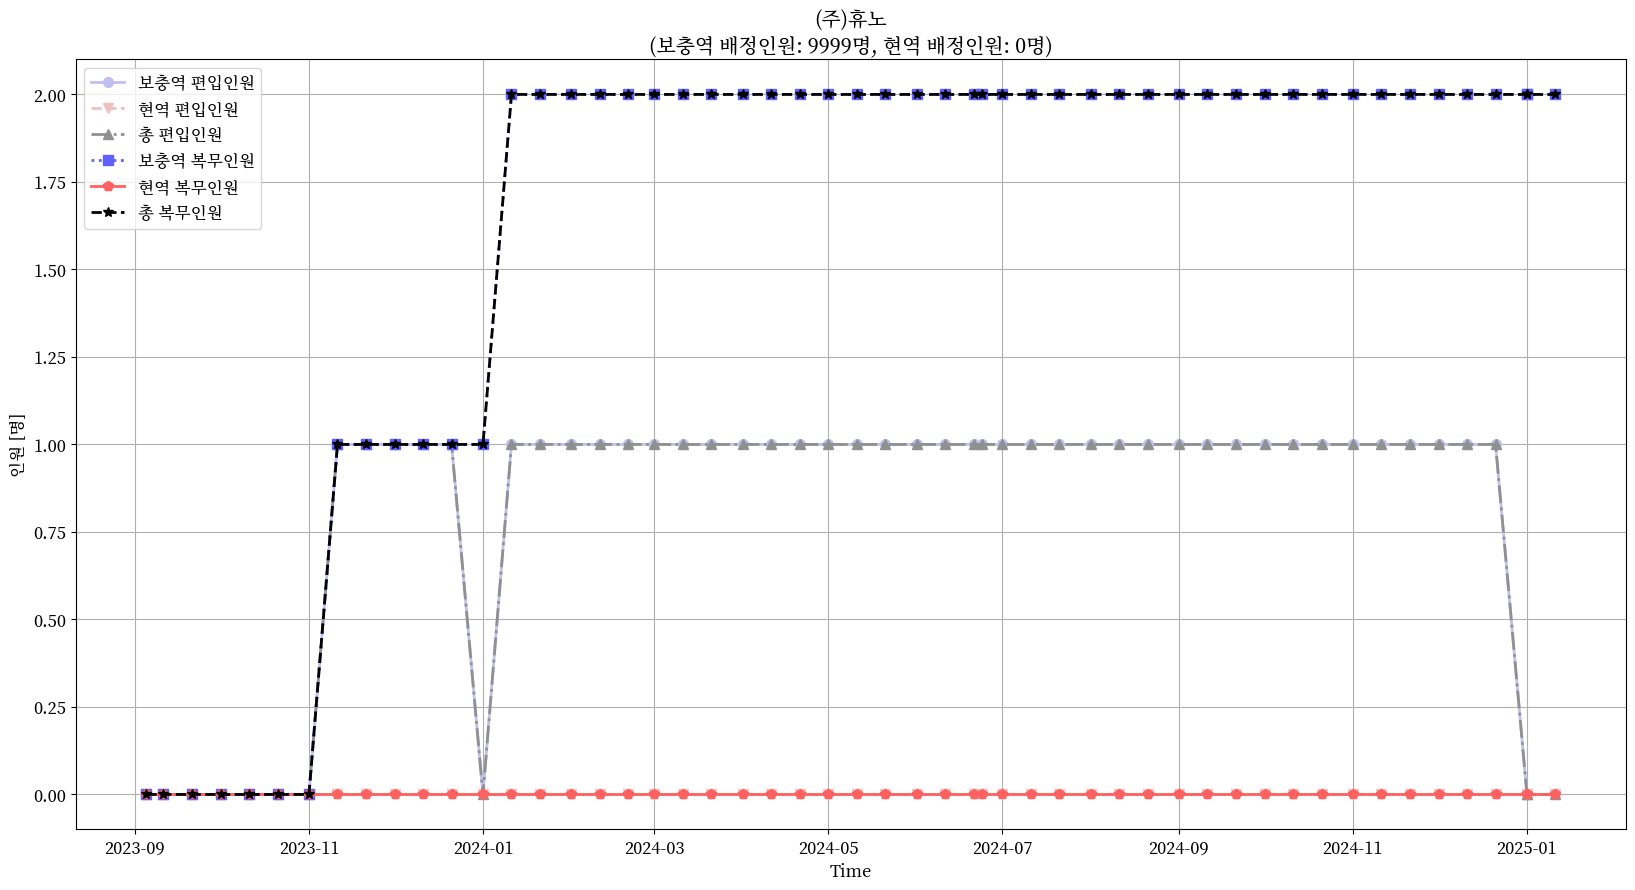 (주)휴노
(보충역 배정인원: 9999명, 현역 배정인원: 0명)
보충역 편입인원
현역 편입인원
총 편입인원
보충역 복무인원
현역 복무인원
총 복무인원
인원 [명]
2.00
1.75
1.50
1.25
1.00
0.75
0.50
0.25
0.00
2023-09
2023-11
2024-01
2024-03
2024-05
2024-07
2024-09
2024-11
2025-01
Time